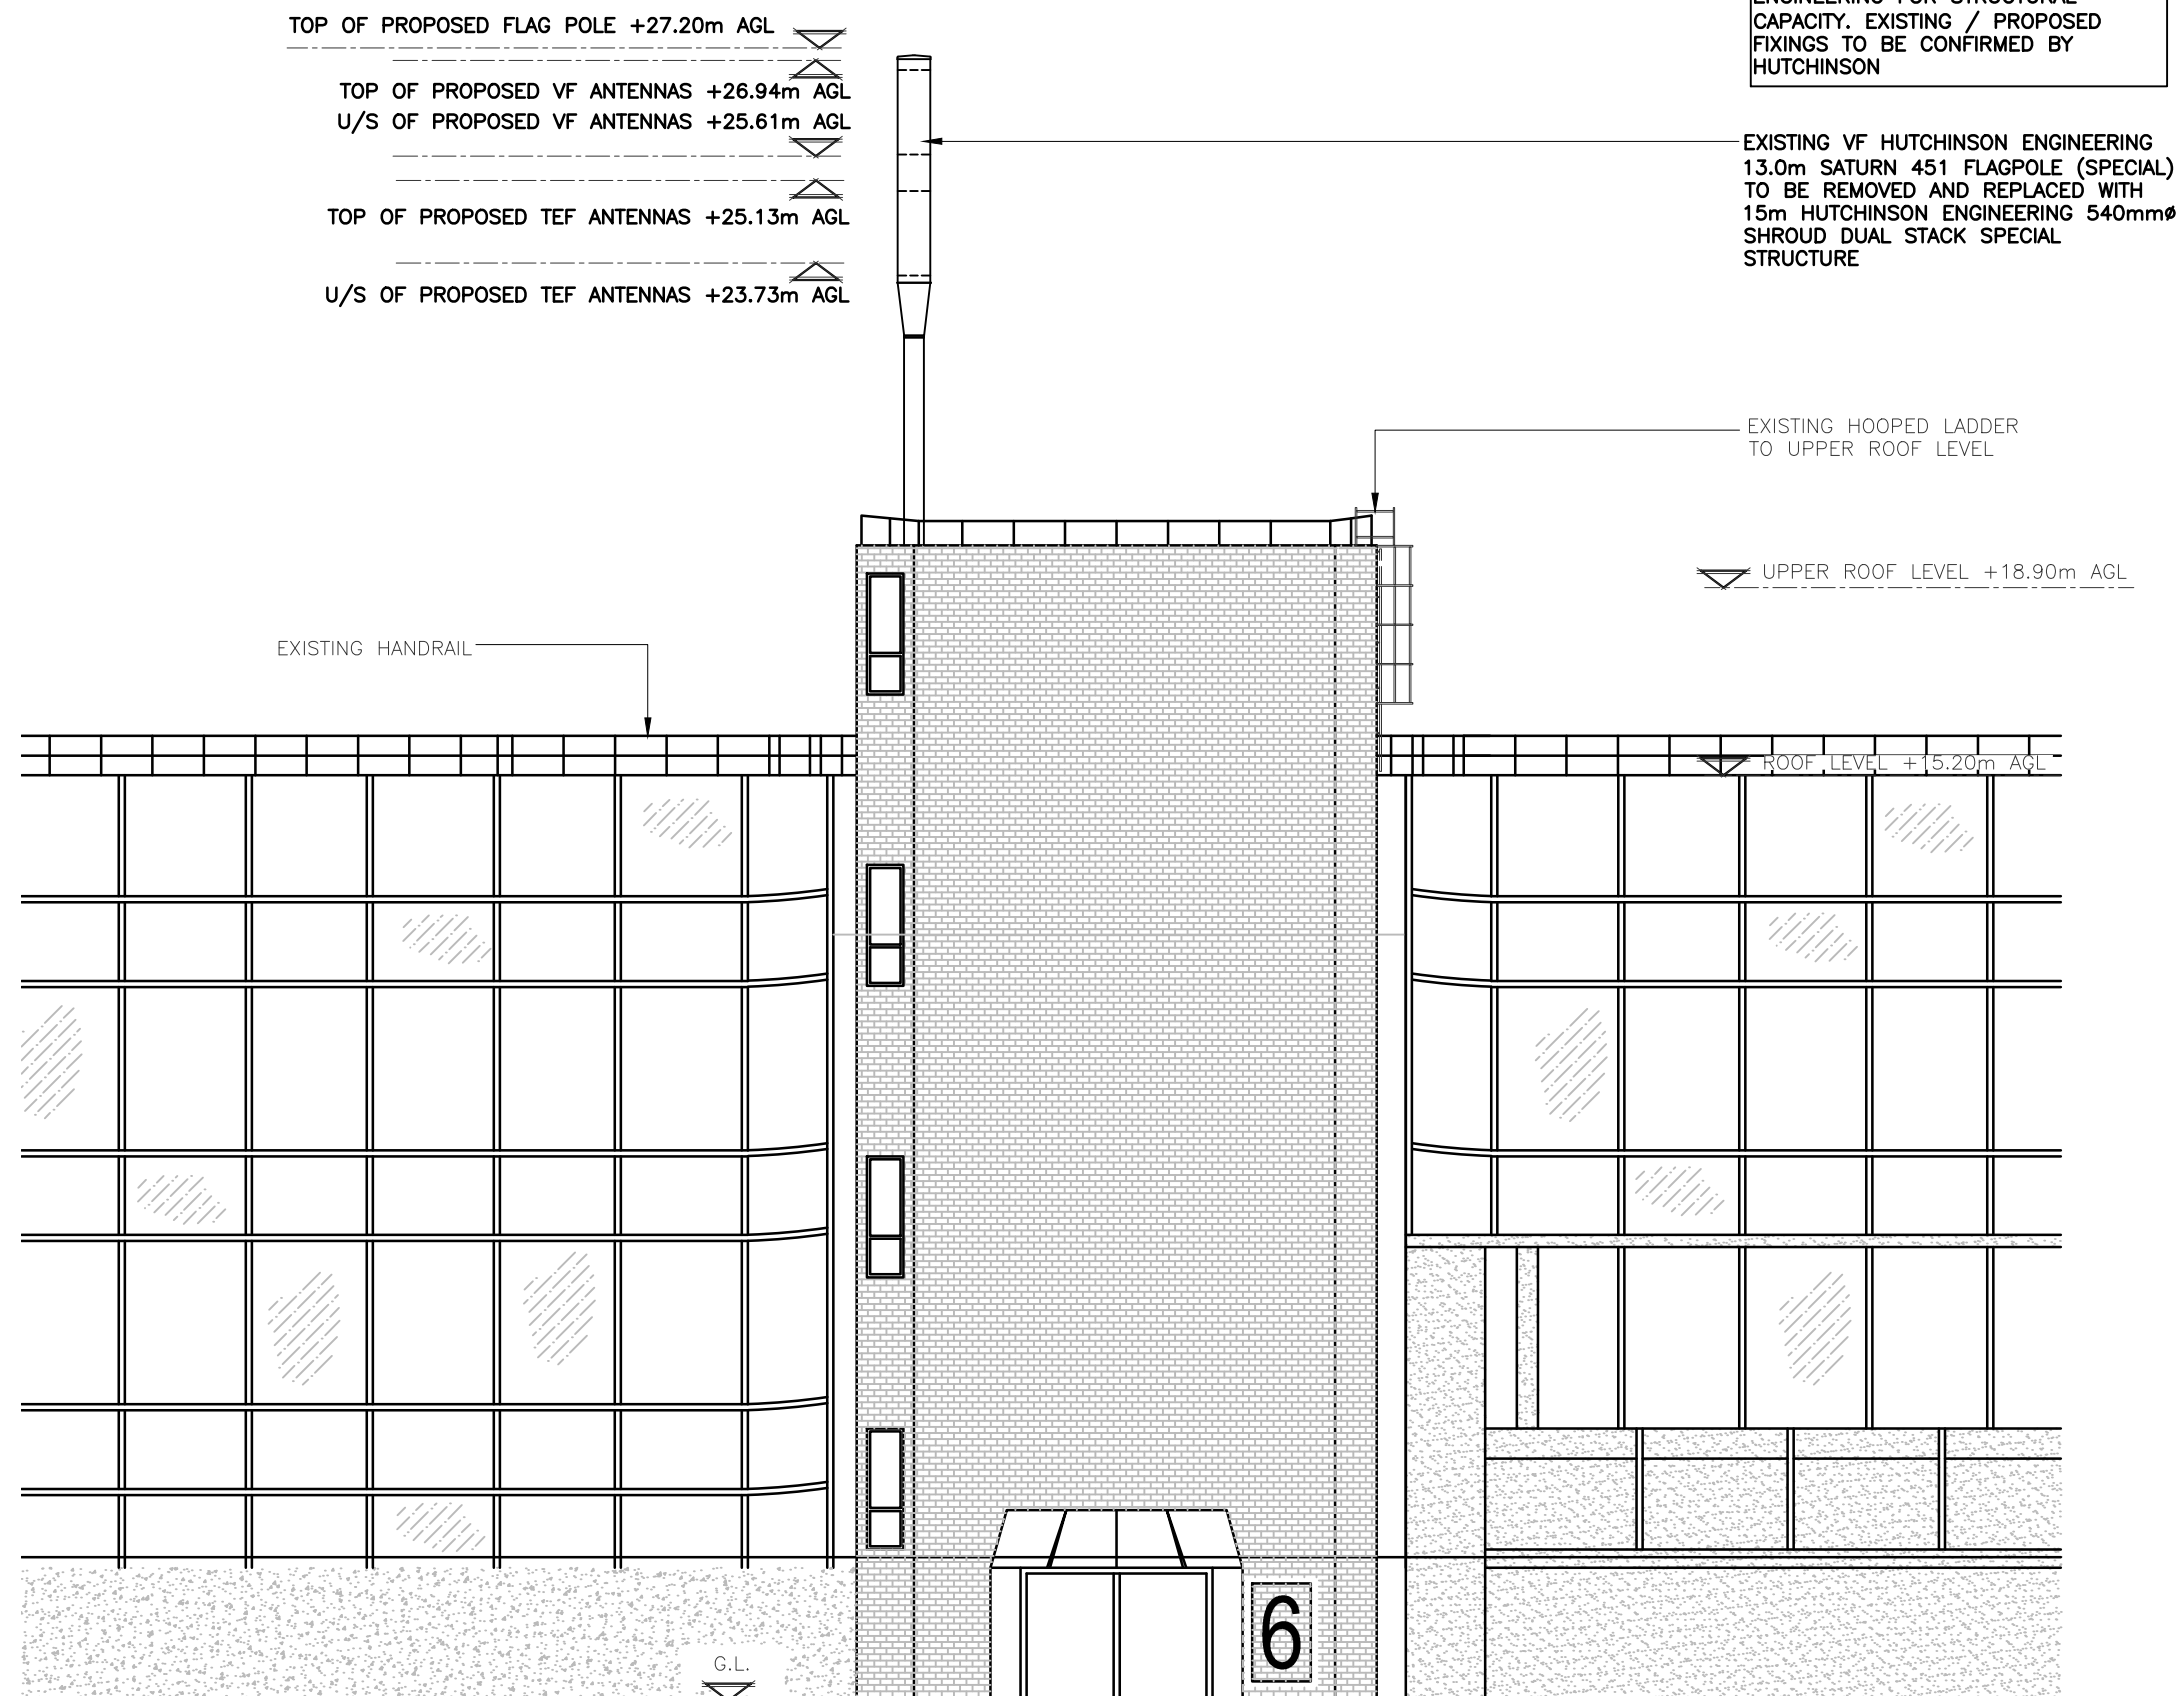 TOP OF PROPOSED FLAG POLE +27.20m AGL
TOP OF PROPOSED VF ANTENNAS +26.94m AGL
U/S OF PROPOSED VF ANTENNAS +25.61m AGL
TOP OF PROPOSED TEF ANTENNAS +25.13m AGL
U/S OF PROPOSED TEF ANTENNAS +23.73m AGL
ENGINEERING FOR STRUCTURAL
CAPACITY. EXISTING / PROPOSED
FIXINGS TO BE CONFIRMED BY
HUTCHINSON
EXISTING VF HUTCHINSON ENGINEERING
13.0m SATURN 451 FLAGPOLE (SPECIAL)
TO BE REMOVED AND REPLACED WITH
15m HUTCHINSON ENGINEERING 540mmø
SHROUD DUAL STACK SPECIAL
STRUCTURE
EXISTING HOOPED LADDER
TO UPPER ROOF LEVEL
UPPER ROOF LEVEL +18.90m AGL
EXISTING HANDRAIL
ROOF LEVEL +15.20m AGL
6
G.L.